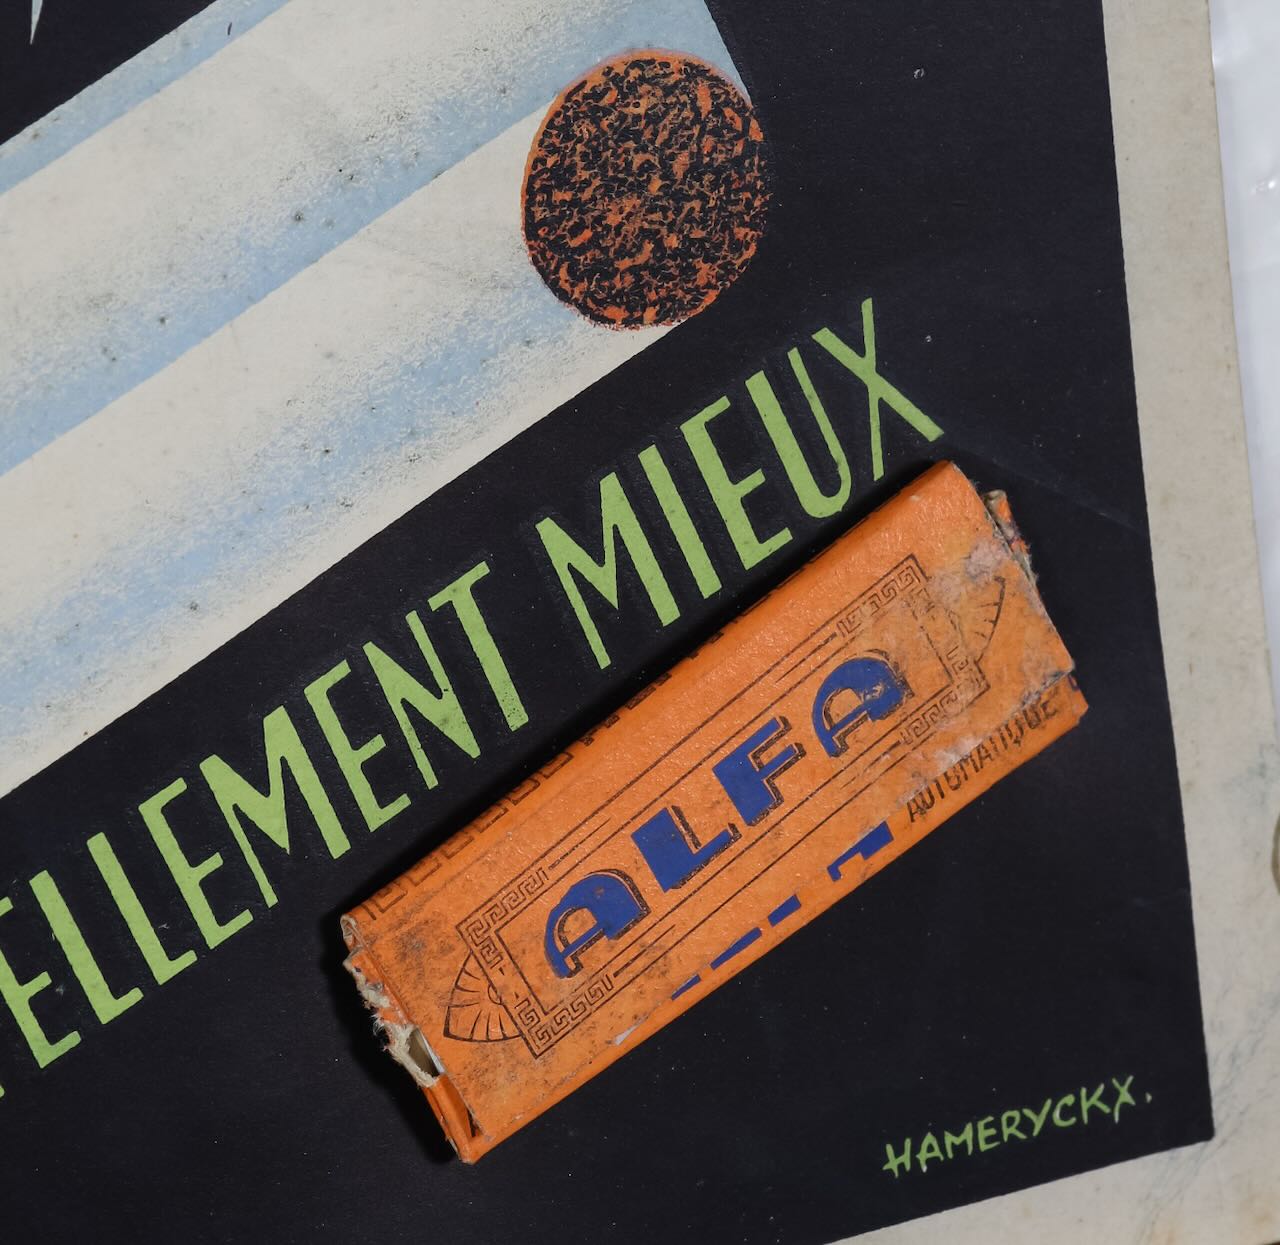 TELLEMENT MIEUX
ALFA
AUTOMATIQUE
HAMERYCKX.